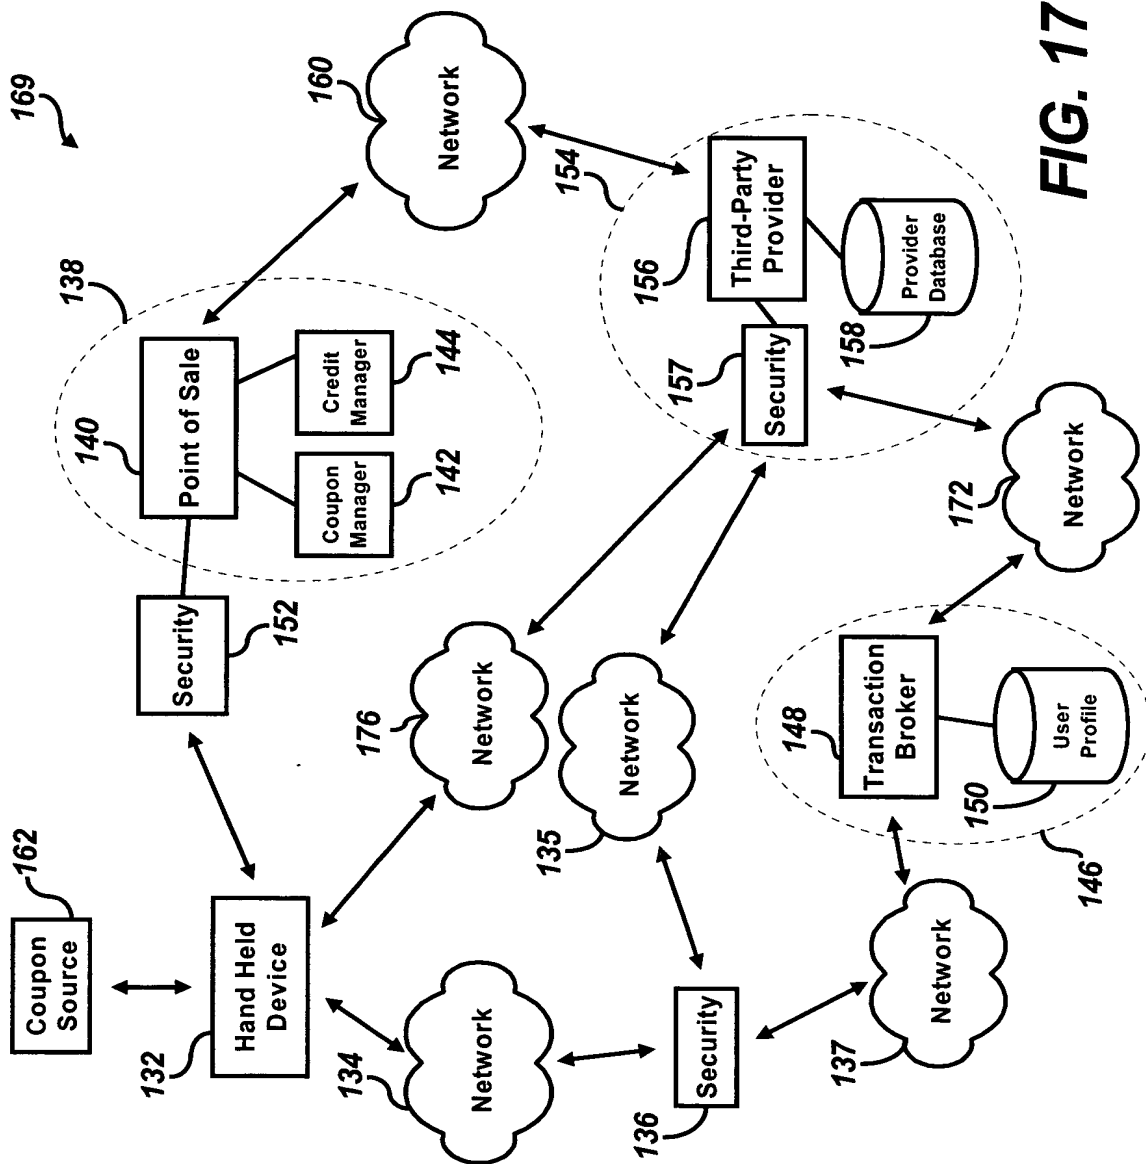 169
162
Coupon
Source
132
Hand Held
Device
134
Network
136
Security
137
Network
176
Network
135
Network
152
Security
138
140
Point of Sale
Coupon
Manager
142
Credit
Manager
144
160
Network
154
156
Third-Party
Provider
157
Security
158
Provider
Database
172
Network
148
Transaction
Broker
150
User
Profile
146
FIG. 17